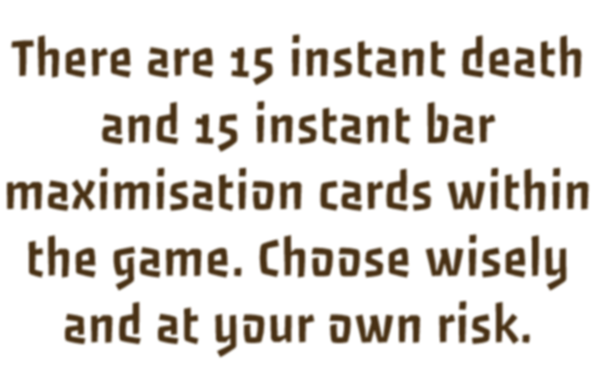 There are 15 instant death
and 15 instant bar
maximisation cards within
the game. Choose wisely
and at your own risk.